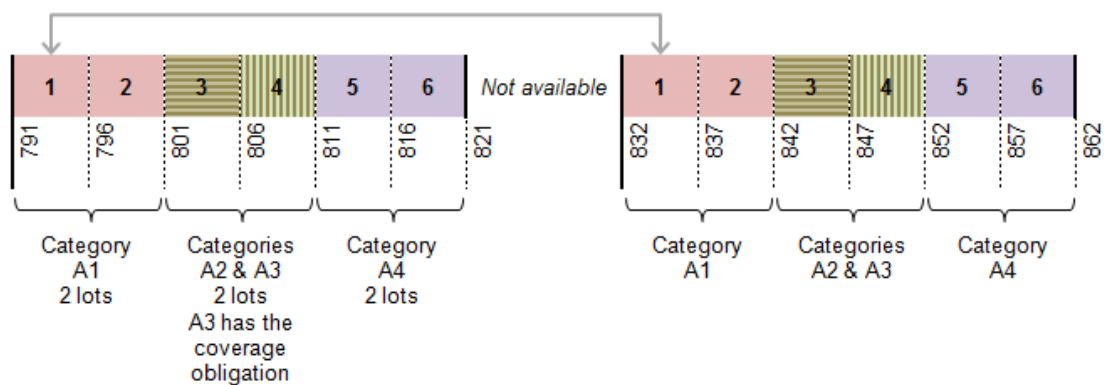 1 2 3 4 5 6 Not available 1 2 3 4 5 6
791 796 801 806 811 816 821 832 837 842 847 852 857 862
Category
A1
2 lots
Categories
A2 & A3
2 lots
A3 has the
coverage
obligation
Category
A4
2 lots
Category
A1
Categories
A2 & A3
Category
A4